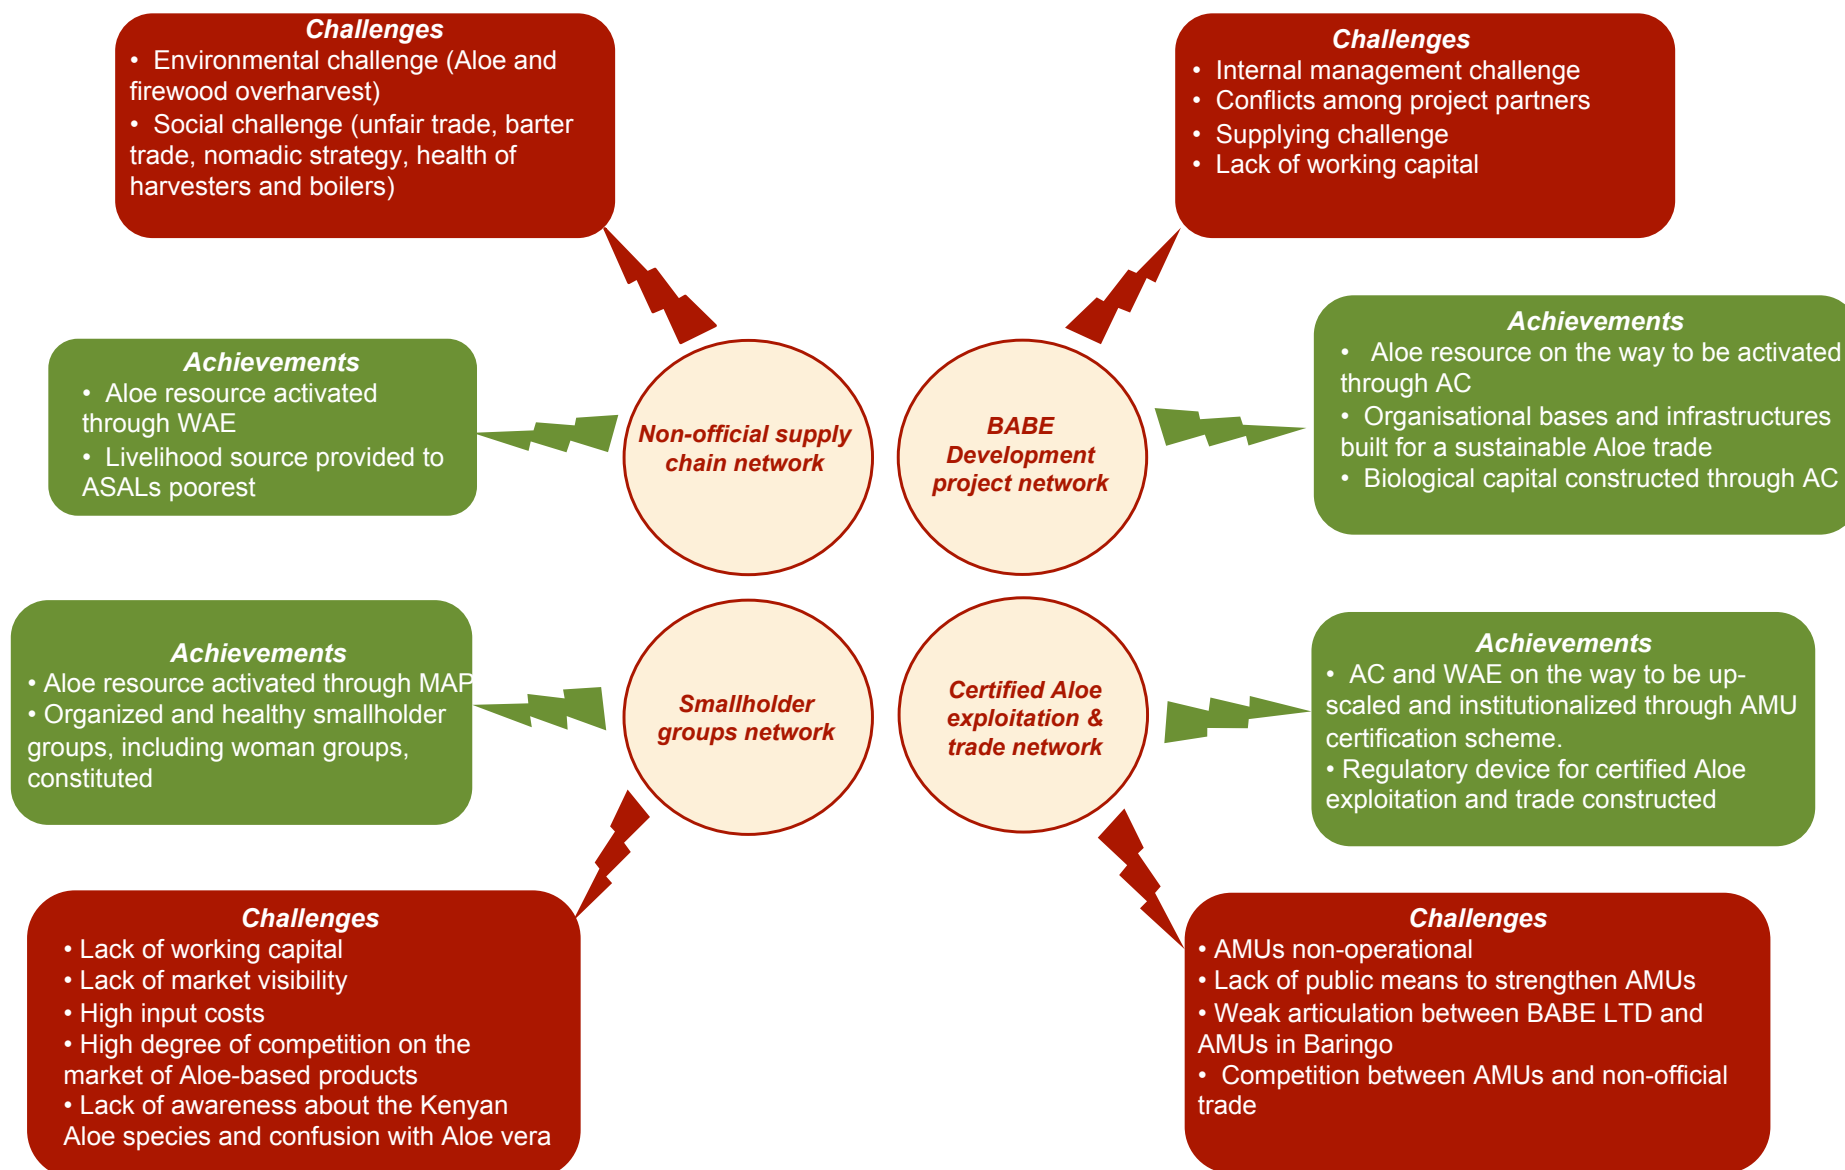 Challenges
• Environmental challenge (Aloe and
firewood overharvest)
• Social challenge (unfair trade, barter
trade, nomadic strategy, health of
harvesters and boilers)
Challenges
• Internal management challenge
• Conflicts among project partners
• Supplying challenge
• Lack of working capital
Achievements
• Aloe resource activated
through WAE
• Livelihood source provided to
ASALs poorest
Non-official supply
chain network
BABE
Development
project network
Achievements
• Aloe resource on the way to be activated
through AC
• Organisational bases and infrastructures
built for a sustainable Aloe trade
• Biological capital constructed through AC
Achievements
• Aloe resource activated through MAP
• Organized and healthy smallholder
groups, including woman groups,
constituted
Smallholder
groups network
Certified Aloe
exploitation &
trade network
Achievements
• AC and WAE on the way to be up-
scaled and institutionalized through AMU
certification scheme.
• Regulatory device for certified Aloe
exploitation and trade constructed
Challenges
• Lack of working capital
• Lack of market visibility
• High input costs
• High degree of competition on the
market of Aloe-based products
• Lack of awareness about the Kenyan
Aloe species and confusion with Aloe vera
Challenges
• AMUs non-operational
• Lack of public means to strengthen AMUs
• Weak articulation between BABE LTD and
AMUs in Baringo
• Competition between AMUs and non-official
trade